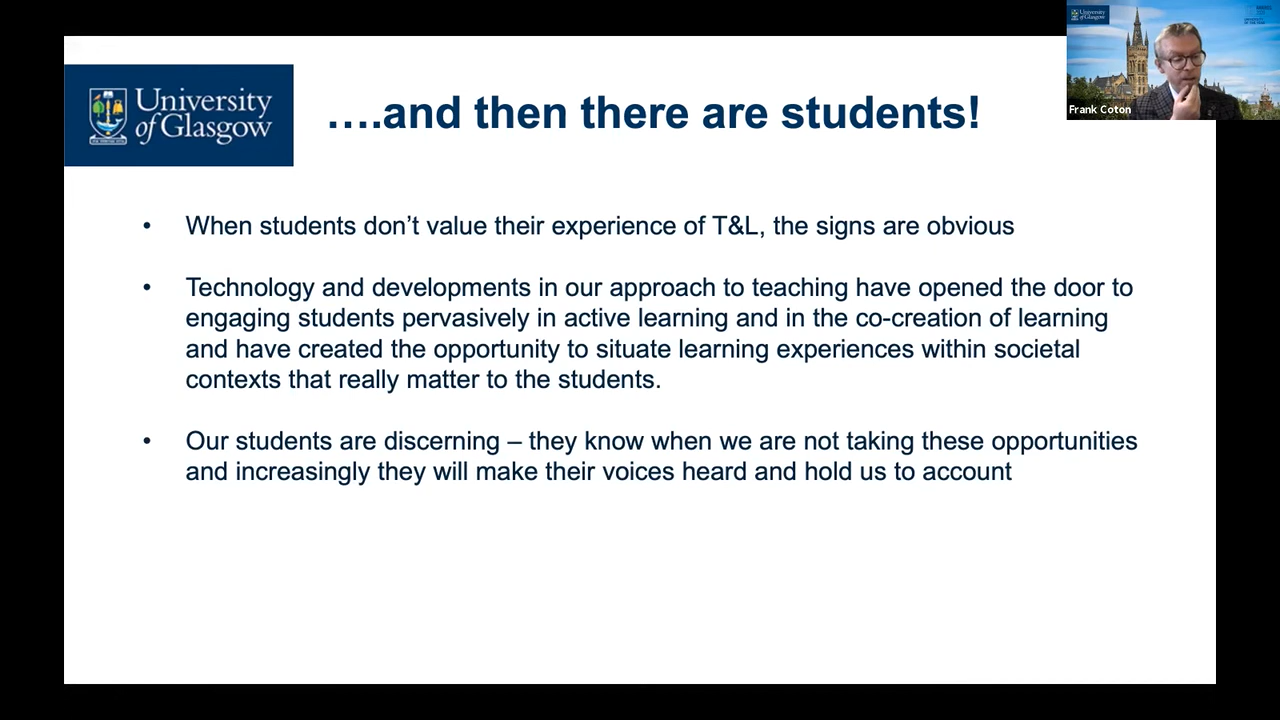 University
of Glasgow
….and then there are students!
• When students don’t value their experience of T&L, the signs are obvious
• Technology and developments in our approach to teaching have opened the door to
engaging students pervasively in active learning and in the co-creation of learning
and have created the opportunity to situate learning experiences within societal
contexts that really matter to the students.
• Our students are discerning – they know when we are not taking these opportunities
and increasingly they will make their voices heard and hold us to account
University
of Glasgow
Frank Coton